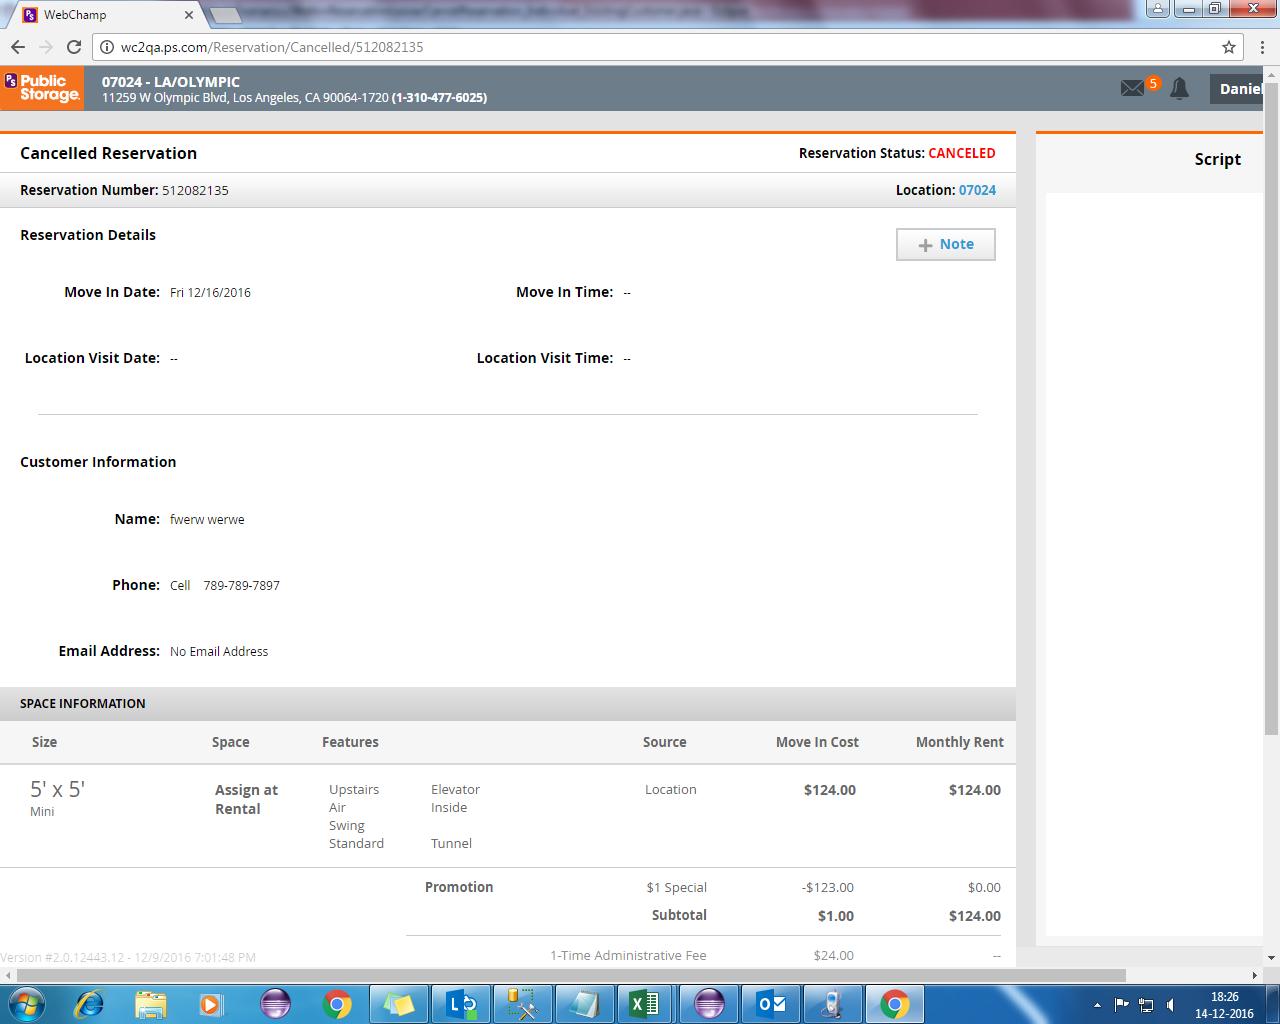 WebChamp
wc2qa.ps.com/Reservation/Cancelled/512082135
PS Public Storage
07024 - LA/OLYMPIC
11259 W Olympic Blvd, Los Angeles, CA 90064-1720 (1-310-477-6025)
5
Daniel
Cancelled Reservation
Reservation Status: CANCELED
Reservation Number: 512082135
Location: 07024
Script
Reservation Details
+ Note
Move In Date: Fri 12/16/2016
Move In Time: --
Location Visit Date: --
Location Visit Time: --
Customer Information
Name: fwerw werwe
Phone: Cell 789-789-7897
Email Address: No Email Address
SPACE INFORMATION
Size Space Features Source Move In Cost Monthly Rent
5' x 5' Assign at Upstairs Elevator Location $124.00 $124.00
Mini Rental Air Inside
Swing
Standard Tunnel
Promotion $1 Special -$123.00 $0.00
Subtotal $1.00 $124.00
1-Time Administrative Fee $24.00 --
Version #2.0.12443.12 - 12/9/2016 7:01:48 PM
18:26
14-12-2016